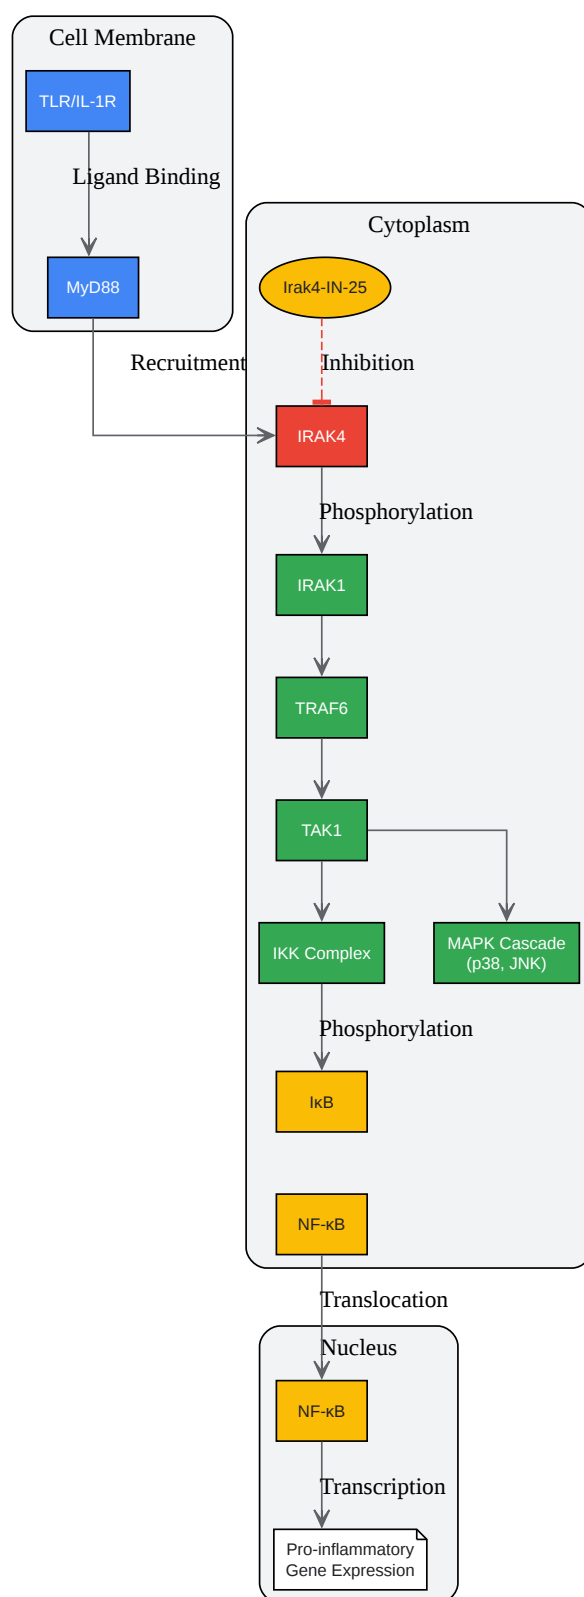 Cell Membrane
TLR/IL-1R
Ligand Binding
MyD88
Recruitment
Cytoplasm
Irak4-IN-25
Inhibition
IRAK4
Phosphorylation
IRAK1
TRAF6
TAK1
IKK Complex
MAPK Cascade
(p38, JNK)
Phosphorylation
IκB
NF-κB
Translocation
Nucleus
NF-κB
Transcription
Pro-inflammatory
Gene Expression